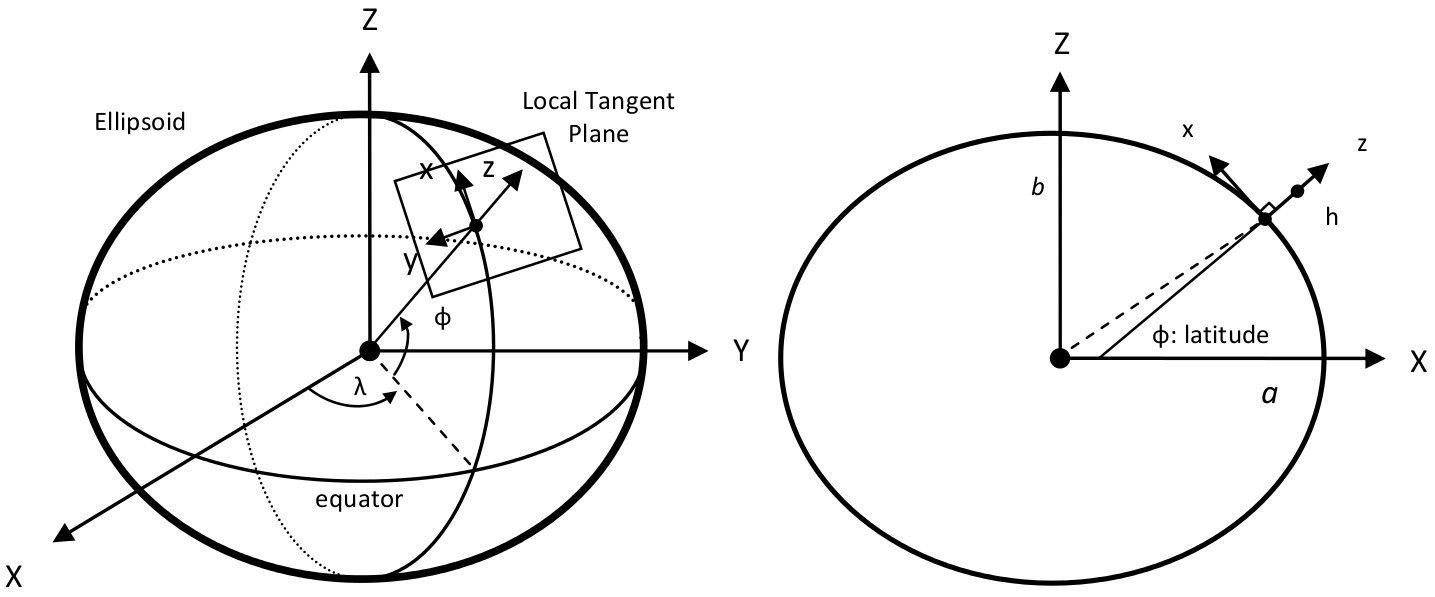 Z
Ellipsoid
Local Tangent
Plane
x
z
y
ϕ
Y
λ
equator
X
Z
x
z
b
h
ϕ: latitude
X
a